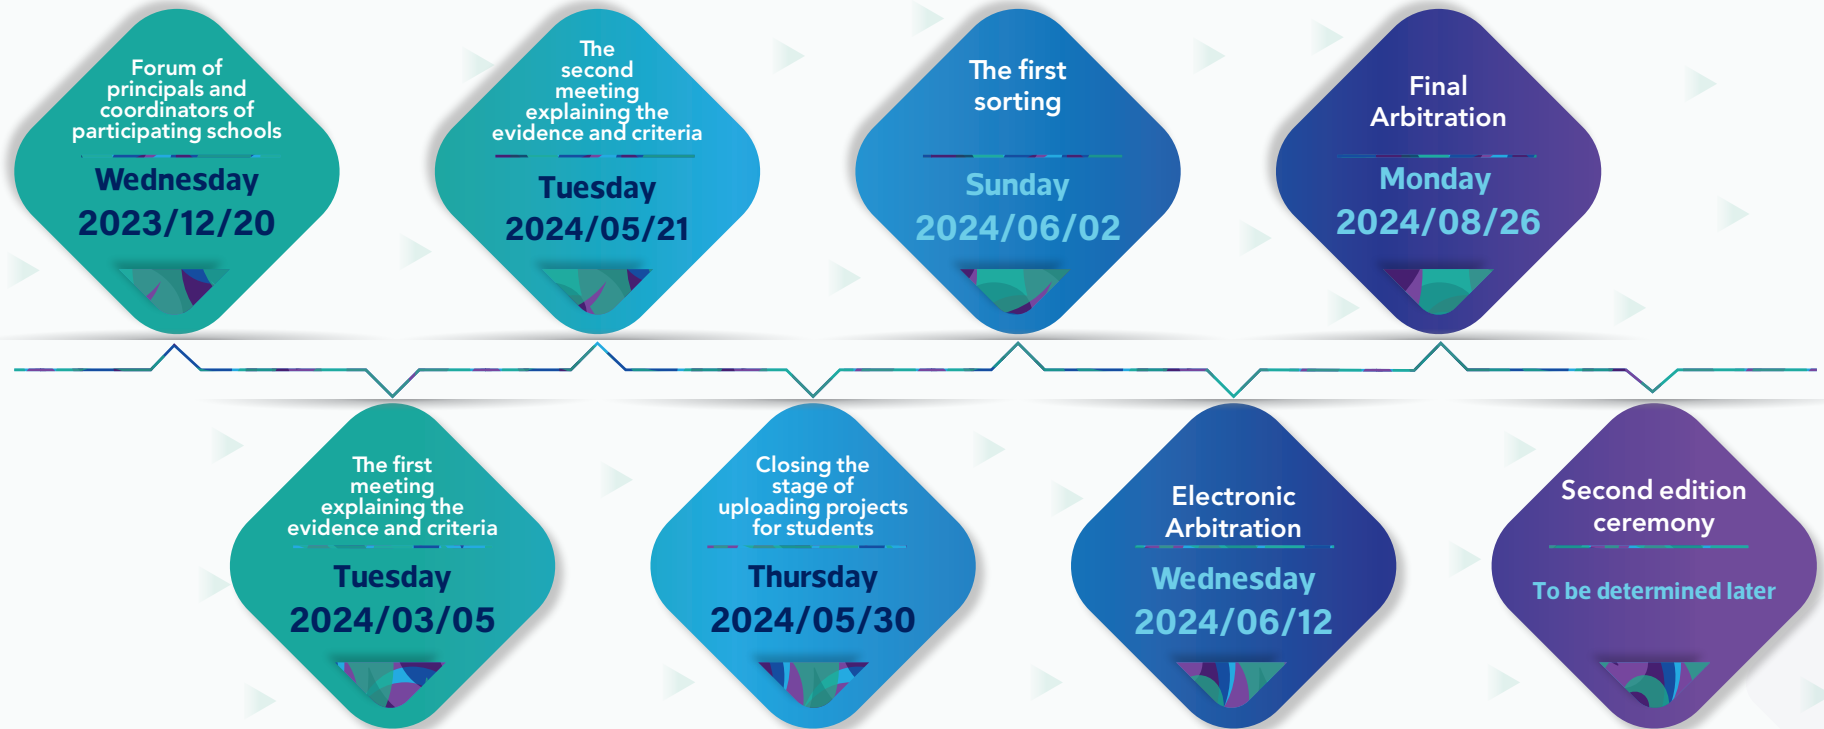 Forum of
principals and
coordinators of
participating schools
Wednesday
2023/12/20
The first
meeting
explaining the
evidence and criteria
Tuesday
2024/03/05
The
second
meeting
explaining the
evidence and criteria
Tuesday
2024/05/21
Closing the
stage of
uploading projects
for students
Thursday
2024/05/30
The first
sorting
Sunday
2024/06/02
Electronic
Arbitration
Wednesday
2024/06/12
Final
Arbitration
Monday
2024/08/26
Second edition
ceremony
To be determined later